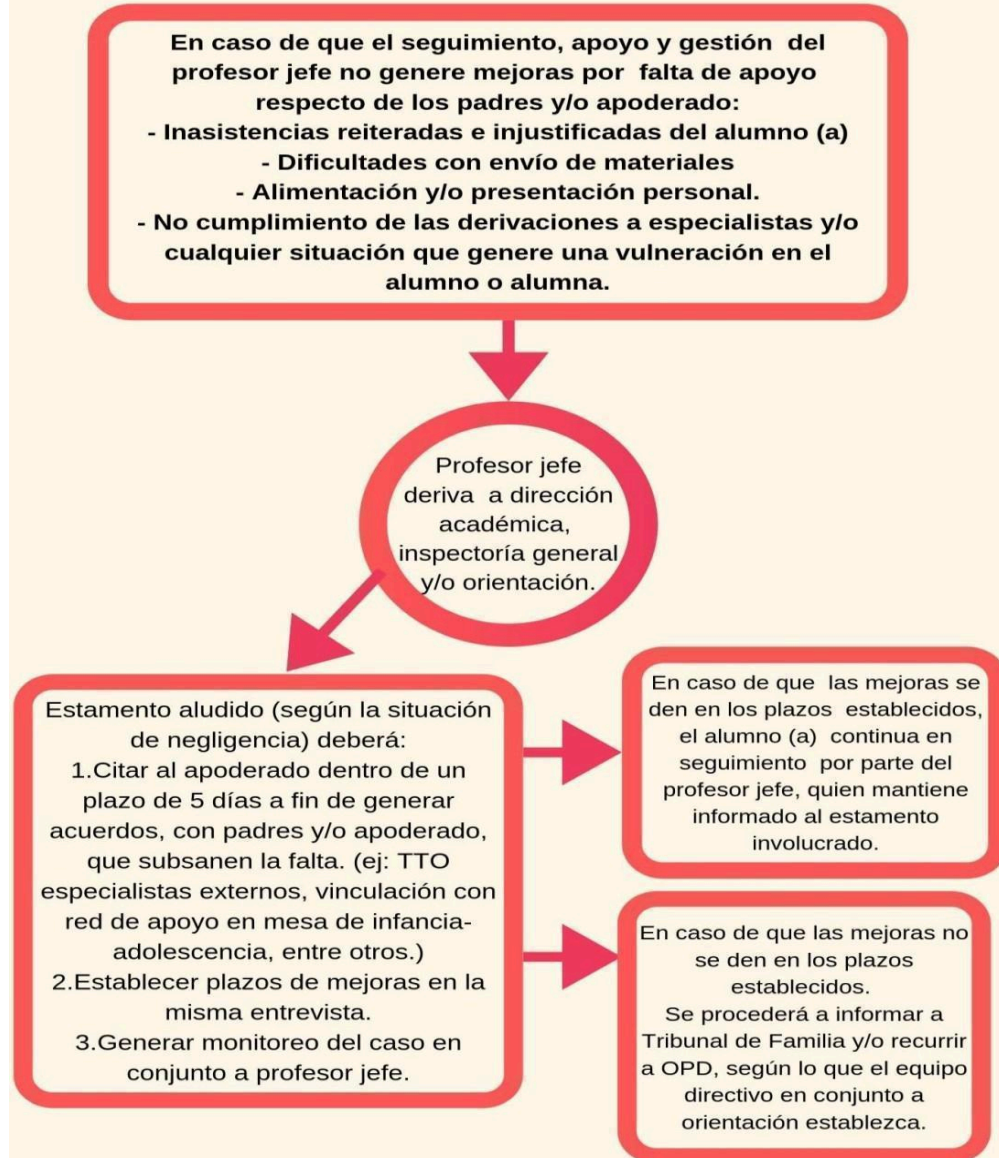 En caso de que el seguimiento, apoyo y gestión del
profesor jefe no genere mejoras por falta de apoyo
respecto de los padres y/o apoderado:
- Inasistencias reiteradas e injustificadas del alumno (a)
- Dificultades con envío de materiales
- Alimentación y/o presentación personal.
- No cumplimiento de las derivaciones a especialistas y/o
cualquier situación que genere una vulneración en el
alumno o alumna.
Profesor jefe
deriva a dirección
académica,
inspectoría general
y/o orientación.
Estamento aludido (según la situación
de negligencia) deberá:
1.Citar al apoderado dentro de un
plazo de 5 días a fin de generar
acuerdos, con padres y/o apoderado,
que subsanen la falta. (ej: TTO
especialistas externos, vinculación con
red de apoyo en mesa de infancia-
adolescencia, entre otros.)
2.Establecer plazos de mejoras en la
misma entrevista.
3.Generar monitoreo del caso en
conjunto a profesor jefe.
En caso de que las mejoras se
den en los plazos establecidos,
el alumno (a) continua en
seguimiento por parte del
profesor jefe, quien mantiene
informado al estamento
involucrado.
En caso de que las mejoras no
se den en los plazos
establecidos.
Se procederá a informar a
Tribunal de Familia y/o recurrir
a OPD, según lo que el equipo
directivo en conjunto a
orientación establezca.